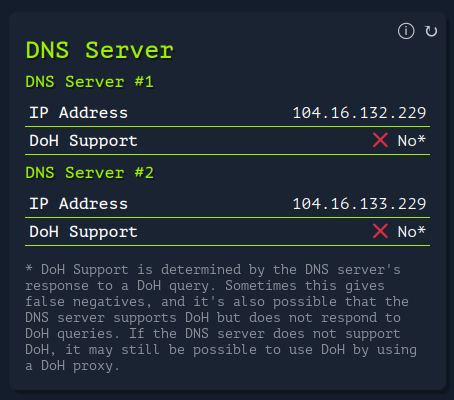 DNS Server
DNS Server #1
IP Address 104.16.132.229
DoH Support ❌ No*
DNS Server #2
IP Address 104.16.133.229
DoH Support ❌ No*
* DoH Support is determined by the DNS server's
response to a DoH query. Sometimes this gives
false negatives, and it's also possible that the
DNS server supports DoH but does not respond to
DoH queries. If the DNS server does not support
DoH, it may still be possible to use DoH by using
a DoH proxy.